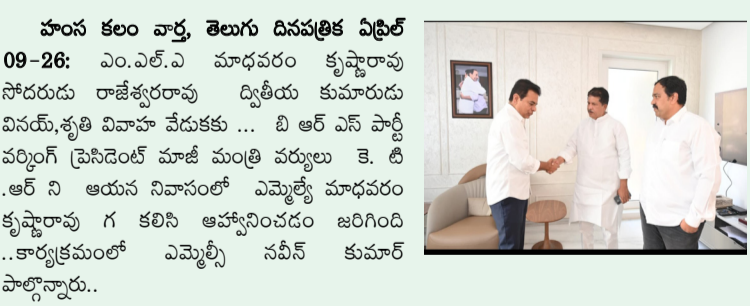 హంస కలం వార్త, తెలుగు దినపత్రిక ఏప్రిల్
09-26: ఎం.ఎల్.ఎ మాధవరం కృష్ణారావు
సోదరుడు రాజేశ్వరరావు ద్వితీయ కుమారుడు
వినయ్,శృతి వివాహ వేడుకకు ... బి ఆర్ ఎస్ పార్టీ
వర్కింగ్ ప్రెసిడెంట్ మాజీ మంత్రి వర్యులు కె. టి
.ఆర్ ని ఆయన నివాసంలో ఎమ్మెల్యే మాధవరం
కృష్ణారావు గ కలిసి ఆహ్వానించడం జరిగింది
..కార్యక్రమంలో ఎమ్మెల్సీ నవీన్ కుమార్
పాల్గొన్నారు..